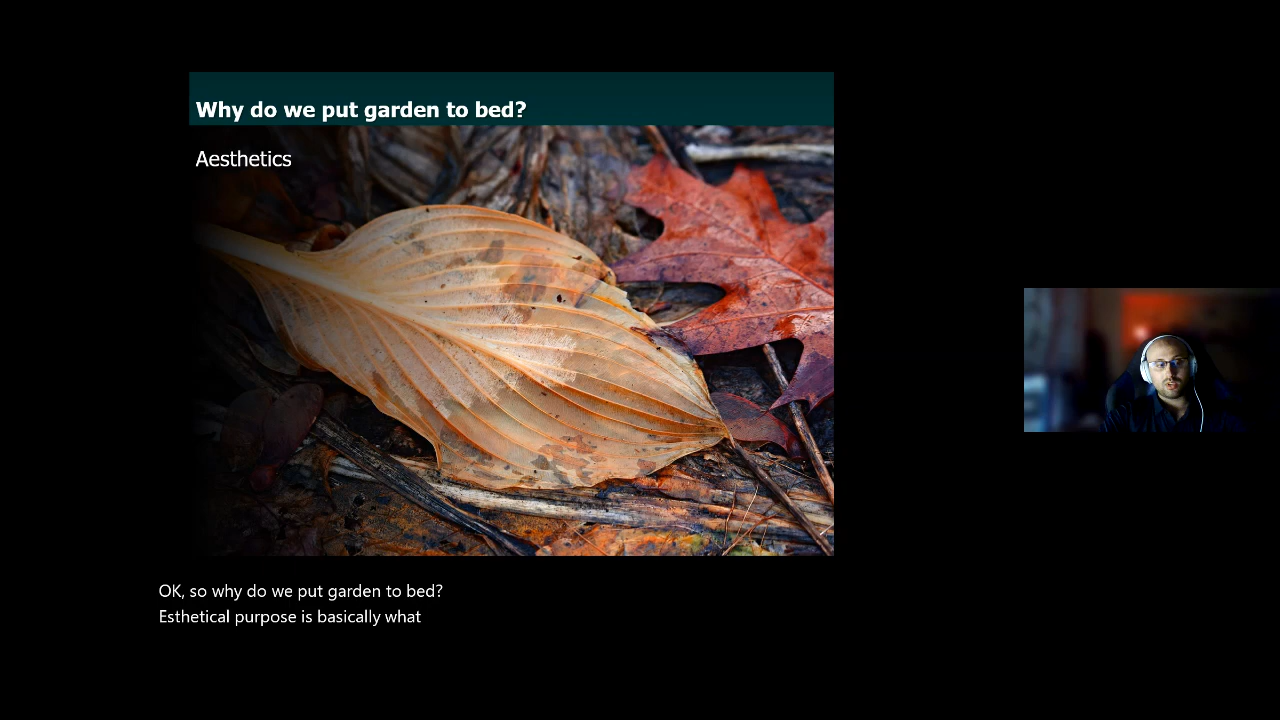 Why do we put garden to bed?
Aesthetics
OK, so why do we put garden to bed?
Esthetical purpose is basically what